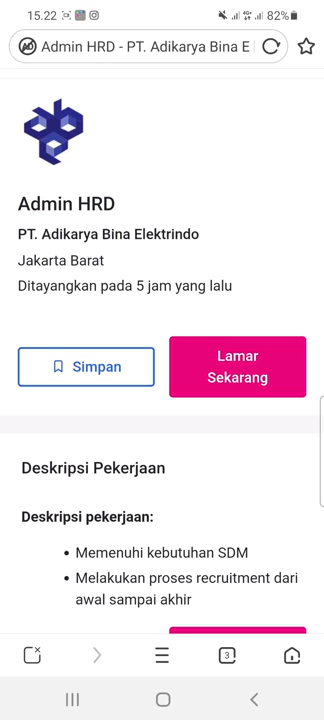 15.22 4G+ 82%
Admin HRD - PT. Adikarya Bina E
Admin HRD
PT. Adikarya Bina Elektrindo
Jakarta Barat
Ditayangkan pada 5 jam yang lalu
Simpan
Lamar
Sekarang
Deskripsi Pekerjaan
Deskripsi pekerjaan:
• Memenuhi kebutuhan SDM
• Melakukan proses recruitment dari
awal sampai akhir
3